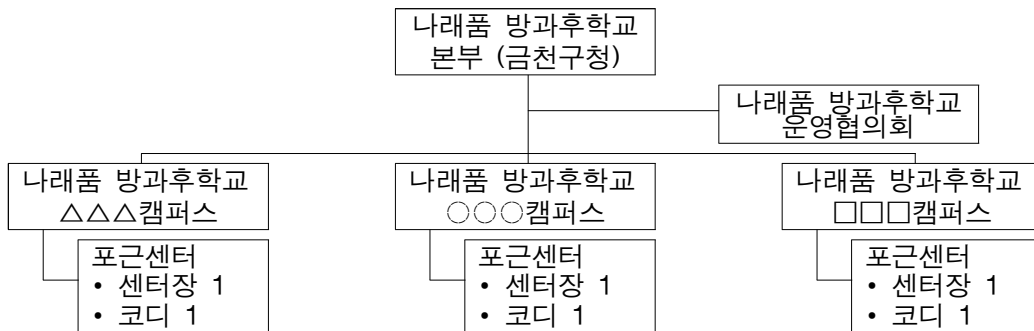 나래품 방과후학교
본부 (금천구청)
나래품 방과후학교
운영협의회
나래품 방과후학교
△△△캠퍼스
나래품 방과후학교
○○○캠퍼스
나래품 방과후학교
□□□캠퍼스
포근센터
• 센터장 1
• 코디 1
포근센터
• 센터장 1
• 코디 1
포근센터
• 센터장 1
• 코디 1